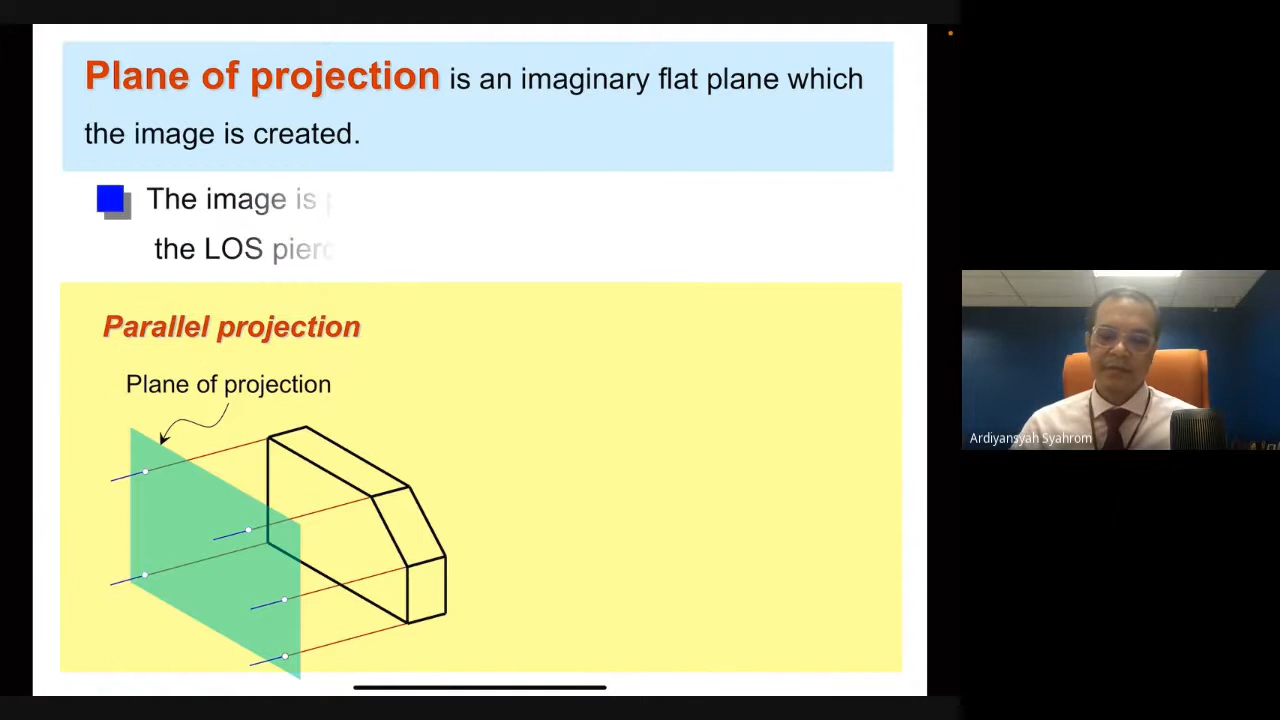 Plane of projection is an imaginary flat plane which
the image is created.
The image is
the LOS
Parallel projection
Plane of projection
Ardiyansyah Syahrom